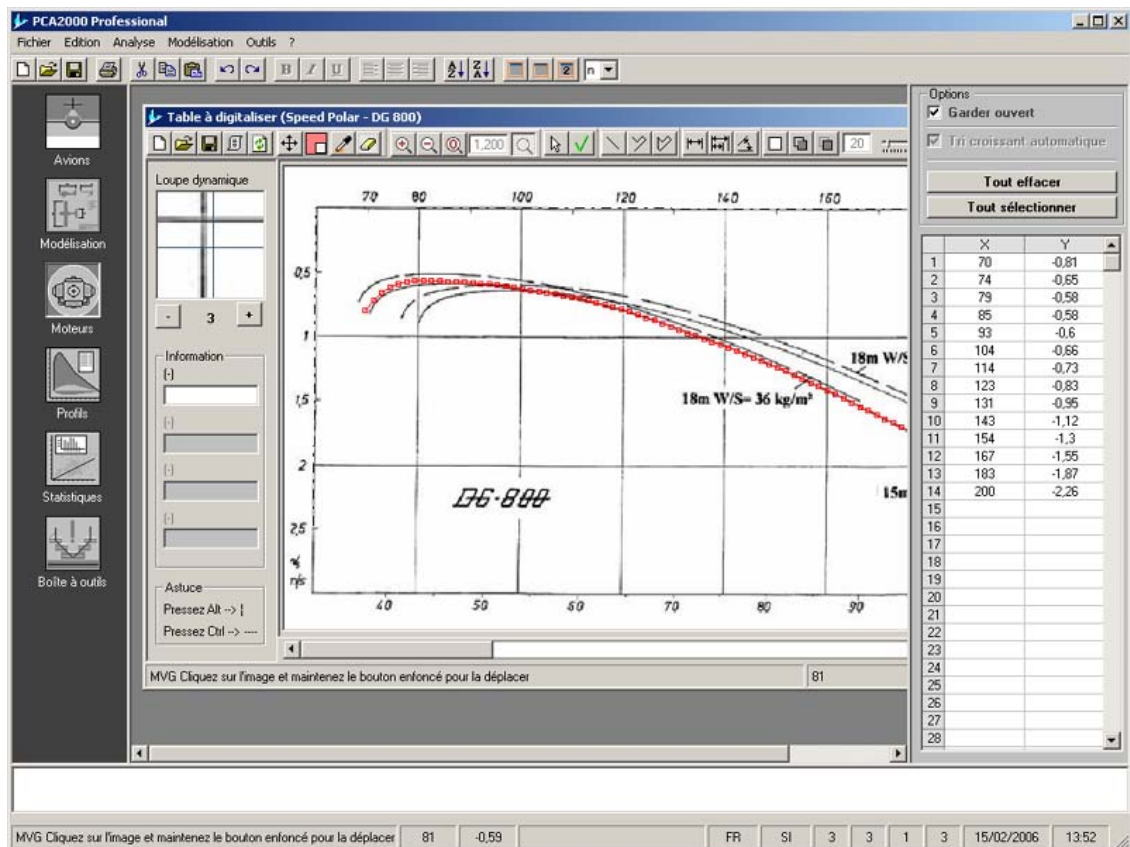 PCA2000 Professional
Fichier Edition Analyse Modélisation Outils ?
B I U
A Z
Z A
2
n
Avions
Modélisation
Moteurs
Profils
Statistiques
Boîte à outils
Table à digitaliser (Speed Polar - DG 800)
1,200
20
Loupe dynamique
- 3 +
Information
(-)
(-)
(-)
(-)
Astuce
Pressez Alt --> |
Pressez Ctrl --> ----
70 80 100 120 140 160
0,5
1
1,5
2
2,5
m/s
18m W/S
18m W/S= 36 kg/m²
15m
DG-800
40 50 60 70 80 90
MVG Cliquez sur l'image et maintenez le bouton enfoncé pour la déplacer 81
Options
Garder ouvert
Tri croissant automatique
Tout effacer
Tout sélectionner
X Y
1 70 -0,81
2 74 -0,65
3 79 -0,58
4 85 -0,58
5 93 -0,6
6 104 -0,66
7 114 -0,73
8 123 -0,83
9 131 -0,95
10 143 -1,12
11 154 -1,3
12 167 -1,55
13 183 -1,87
14 200 -2,26
15
16
17
18
19
20
21
22
23
24
25
26
27
28
MVG Cliquez sur l'image et maintenez le bouton enfoncé pour la déplacer 81 -0,59 FR SI 3 3 1 3 15/02/2006 13:52